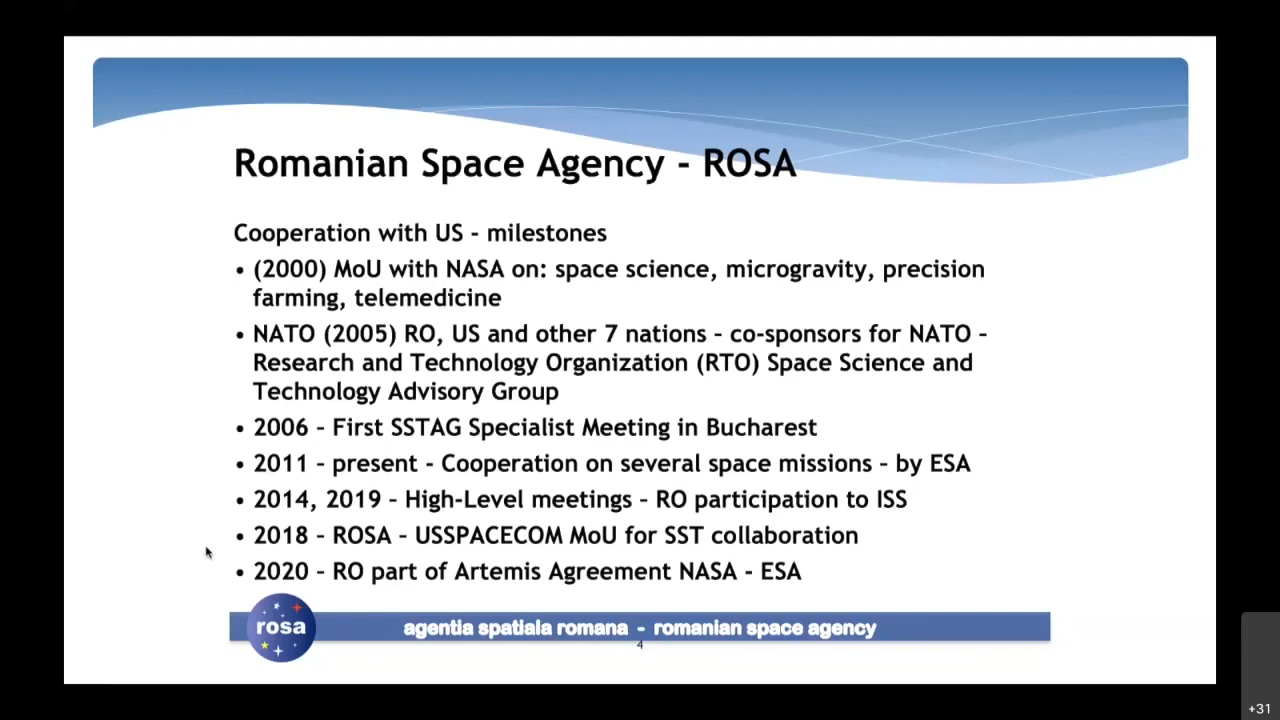 Romanian Space Agency - ROSA
Cooperation with US - milestones
• (2000) MoU with NASA on: space science, microgravity, precision
farming, telemedicine
• NATO (2005) RO, US and other 7 nations – co-sponsors for NATO –
Research and Technology Organization (RTO) Space Science and
Technology Advisory Group
• 2006 – First SSTAG Specialist Meeting in Bucharest
• 2011 – present - Cooperation on several space missions – by ESA
• 2014, 2019 – High-Level meetings – RO participation to ISS
• 2018 – ROSA – USSPACECOM MoU for SST collaboration
• 2020 – RO part of Artemis Agreement NASA - ESA
rosa
agentia spatiala romana - romanian space agency
4
+31